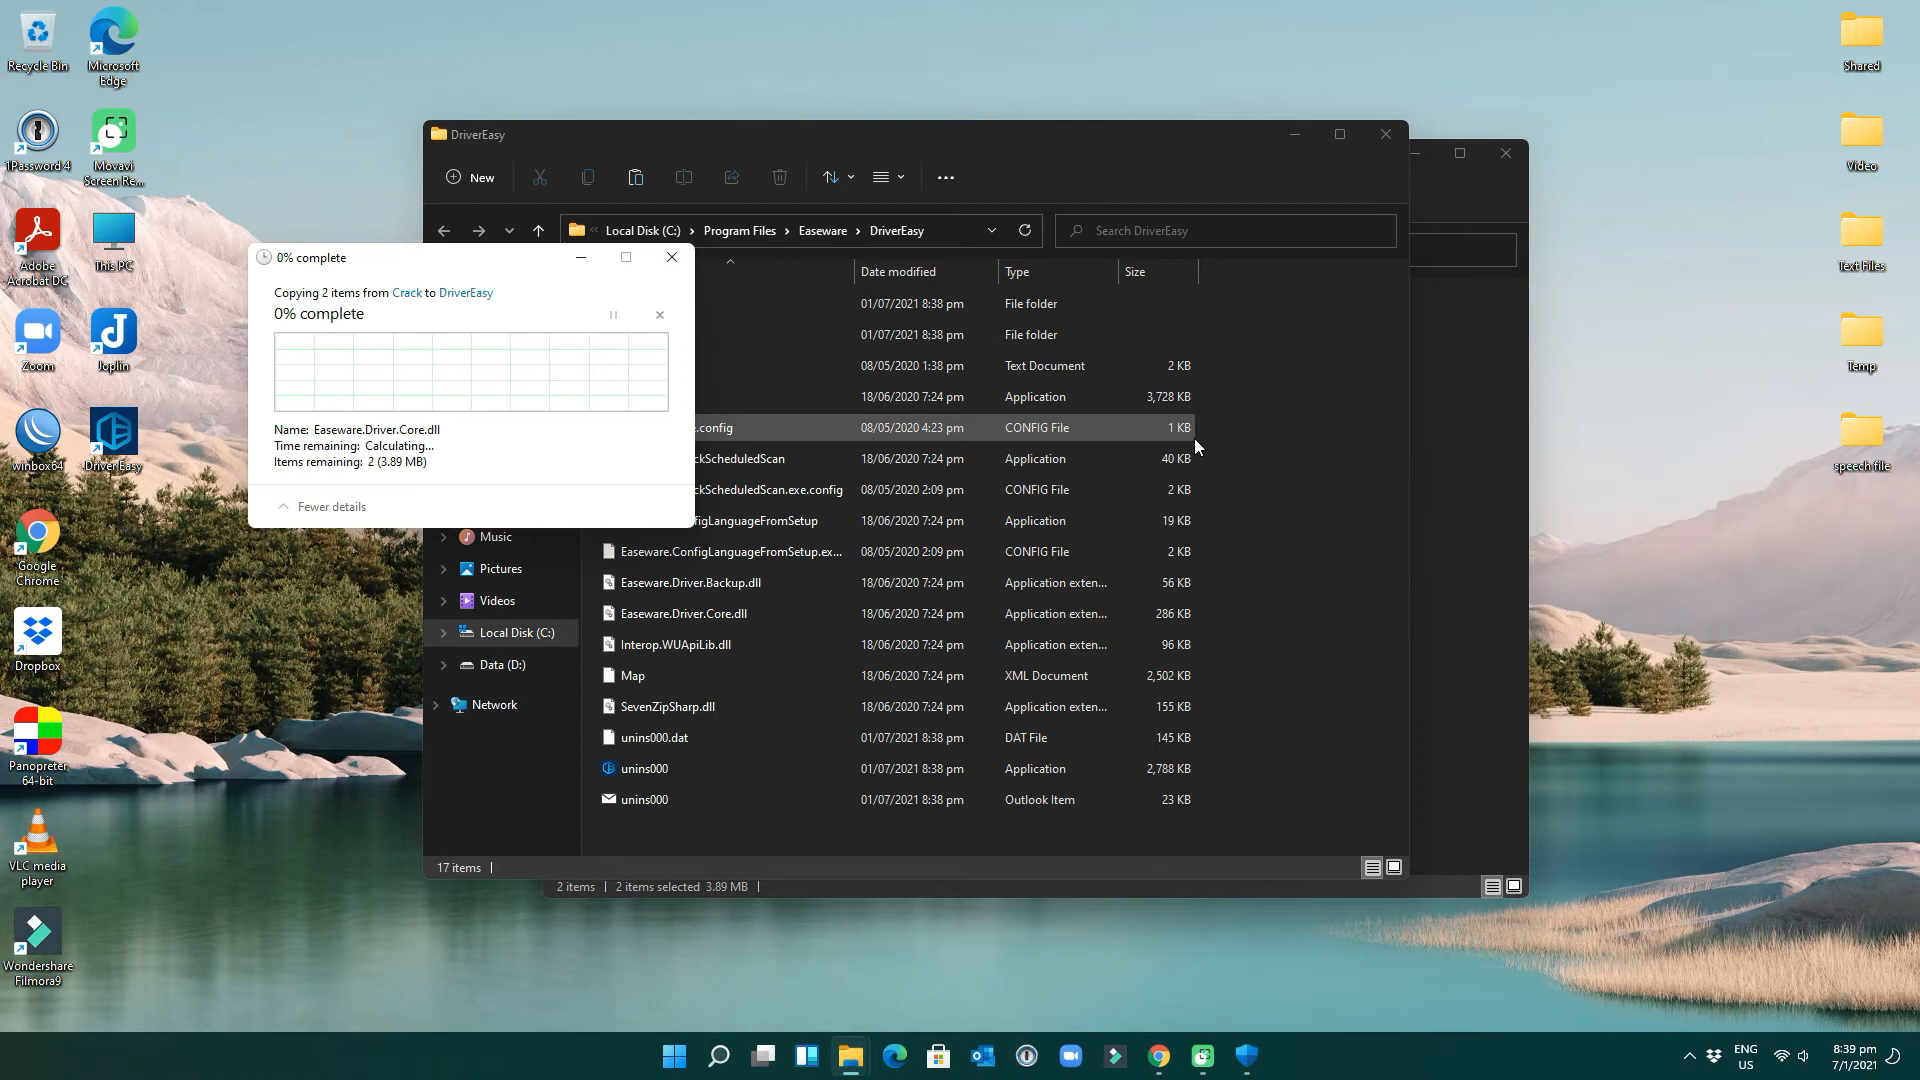 Recycle Bin
Microsoft
Edge
1Password 4
Movavi
Screen Re...
Adobe
Acrobat DC
This PC
Zoom
Joplin
winbox64
Driver Easy
Google
Chrome
Dropbox
Panopreter
64-bit
VLC media
player
Wondershare
Filmora9
DriverEasy
New
Local Disk (C:) › Program Files › Easeware › DriverEasy
Search DriverEasy
0% complete
Copying 2 items from Crack to DriverEasy
0% complete
Name: Easeware.Driver.Core.dll
Time remaining: Calculating...
Items remaining: 2 (3.89 MB)
Fewer details
Date modified Type Size
01/07/2021 8:38 pm File folder
01/07/2021 8:38 pm File folder
08/05/2020 1:38 pm Text Document 2 KB
18/06/2020 7:24 pm Application 3,728 KB
.config 08/05/2020 4:23 pm CONFIG File 1 KB
ckScheduledScan 18/06/2020 7:24 pm Application 40 KB
ckScheduledScan.exe.config 08/05/2020 2:09 pm CONFIG File 2 KB
figLanguageFromSetup 18/06/2020 7:24 pm Application 19 KB
Easeware.ConfigLanguageFromSetup.ex... 08/05/2020 2:09 pm CONFIG File 2 KB
Easeware.Driver.Backup.dll 18/06/2020 7:24 pm Application exten... 56 KB
Easeware.Driver.Core.dll 18/06/2020 7:24 pm Application exten... 286 KB
Interop.WUApiLib.dll 18/06/2020 7:24 pm Application exten... 96 KB
Map 18/06/2020 7:24 pm XML Document 2,502 KB
SevenZipSharp.dll 18/06/2020 7:24 pm Application exten... 155 KB
unins000.dat 01/07/2021 8:38 pm DAT File 145 KB
unins000 01/07/2021 8:38 pm Application 2,788 KB
unins000 01/07/2021 8:38 pm Outlook Item 23 KB
Music
Pictures
Videos
Local Disk (C:)
Data (D:)
Network
17 items
2 items 2 items selected 3.89 MB
Shared
Video
Text Files
Temp
speech file
ENG
US
8:39 pm
7/1/2021